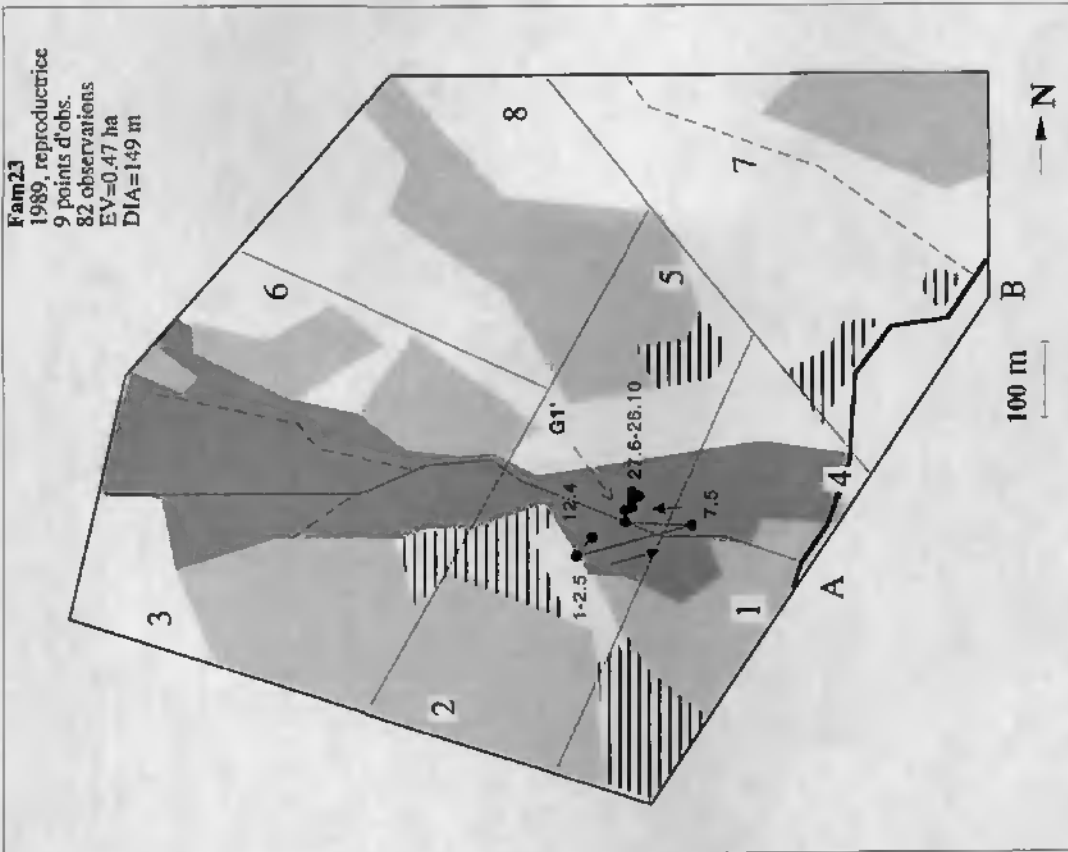 Fam23
1989, reproductrice
9 points d'obs.
82 observations
EV=0.47 ha
DIA=149 m
8
6
7
5
3
G1'
27.6-26.10
12.4
7.5
1-2.5
4
2
1
A
B
100 m
N